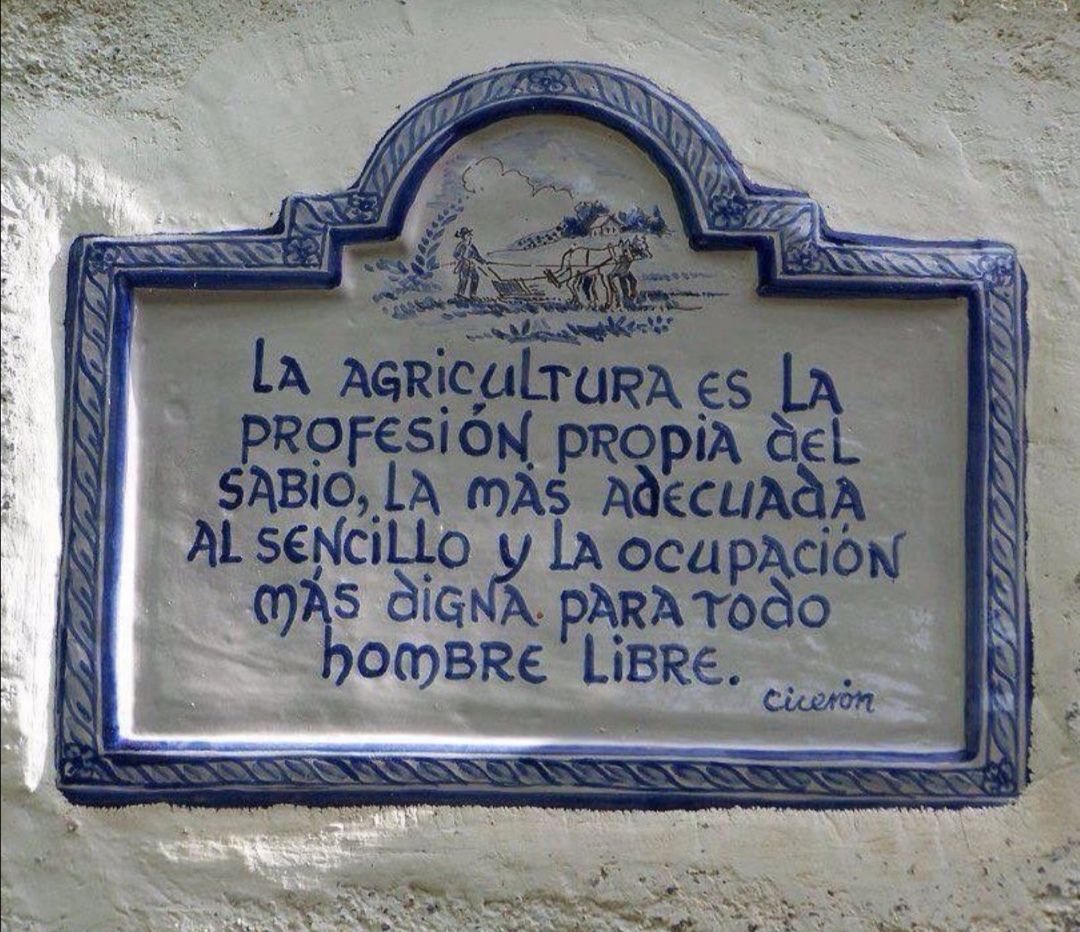 LA AGRICULTURA ES LA
PROFESIÓN PROPIA DEL
SABIO, LA MÁS ADECUADA
AL SENCILLO Y LA OCUPACIÓN
MÁS DIGNA PARA TODO
HOMBRE LIBRE.
Cicerón